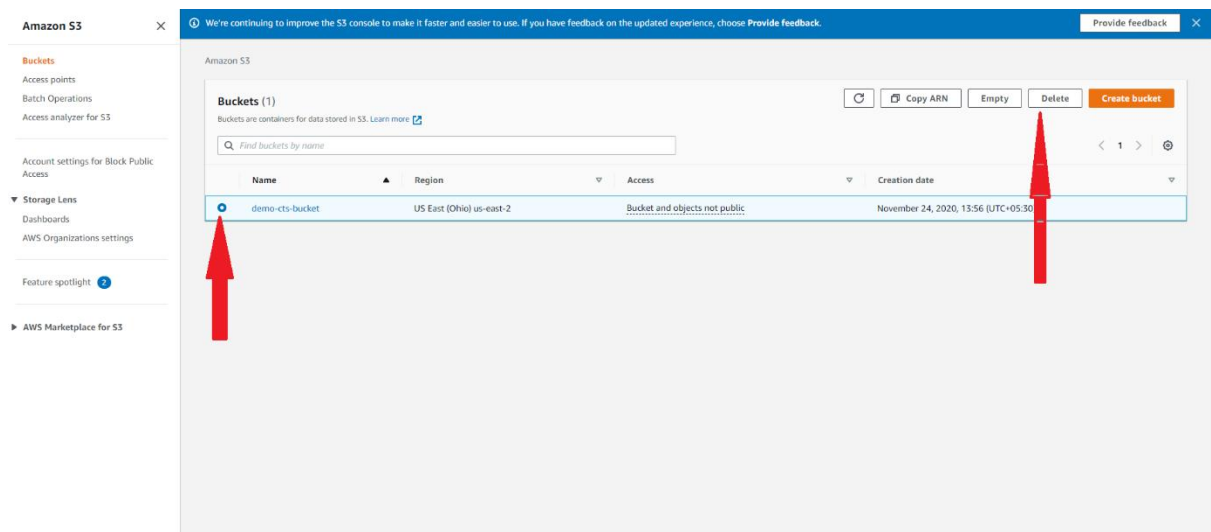 Amazon S3
We're continuing to improve the S3 console to make it faster and easier to use. If you have feedback on the updated experience, choose Provide feedback.
Provide feedback
Buckets
Access points
Batch Operations
Access analyzer for S3
Account settings for Block Public
Access
Storage Lens
Dashboards
AWS Organizations settings
Feature spotlight 2
AWS Marketplace for S3
Amazon S3
Buckets (1)
Copy ARN Empty Delete Create bucket
Buckets are containers for data stored in S3. Learn more
Find buckets by name
1
Name Region Access Creation date
demo-cts-bucket US East (Ohio) us-east-2 Bucket and objects not public November 24, 2020, 13:56 (UTC+05:30